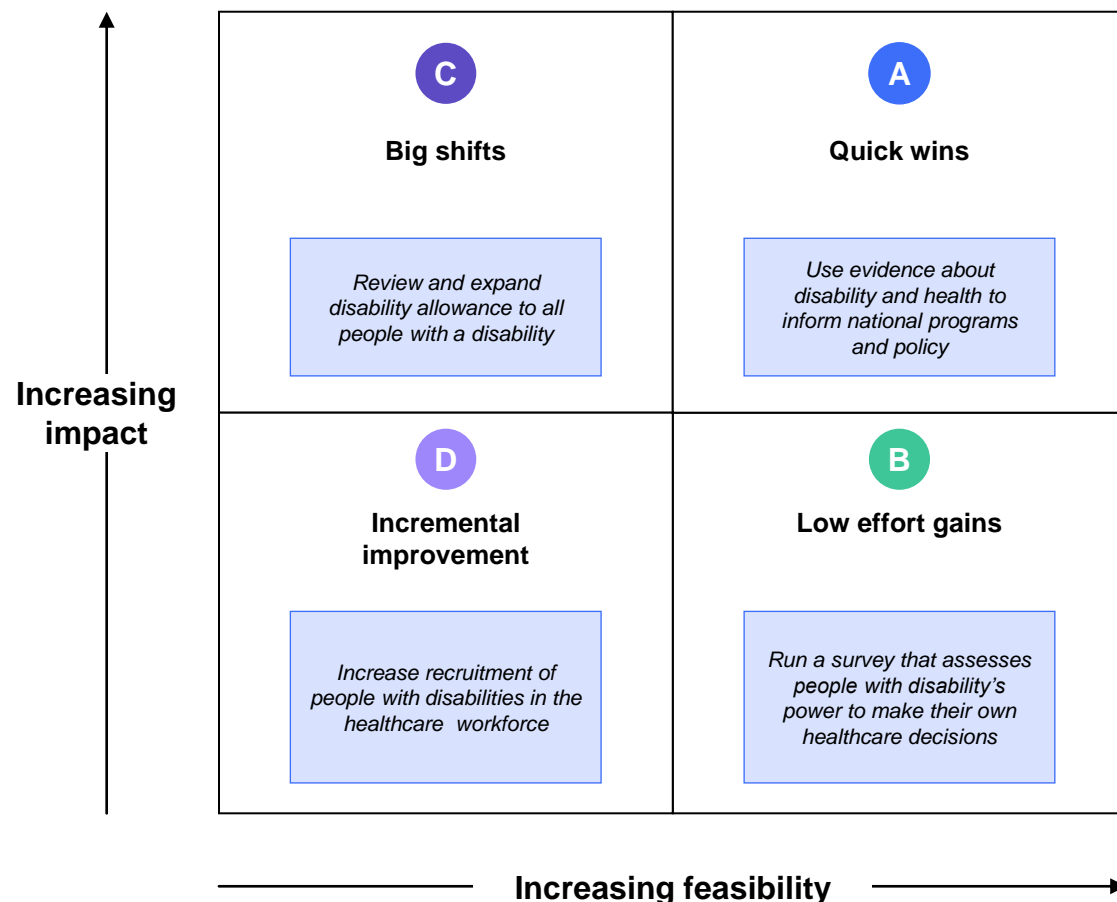 C
Big shifts
Review and expand
disability allowance to all
people with a disability
A
Quick wins
Use evidence about
disability and health to
inform national programs
and policy
Increasing
impact
D
Incremental
improvement
Increase recruitment of
people with disabilities in the
healthcare workforce
B
Low effort gains
Run a survey that assesses
people with disability’s
power to make their own
healthcare decisions
Increasing feasibility